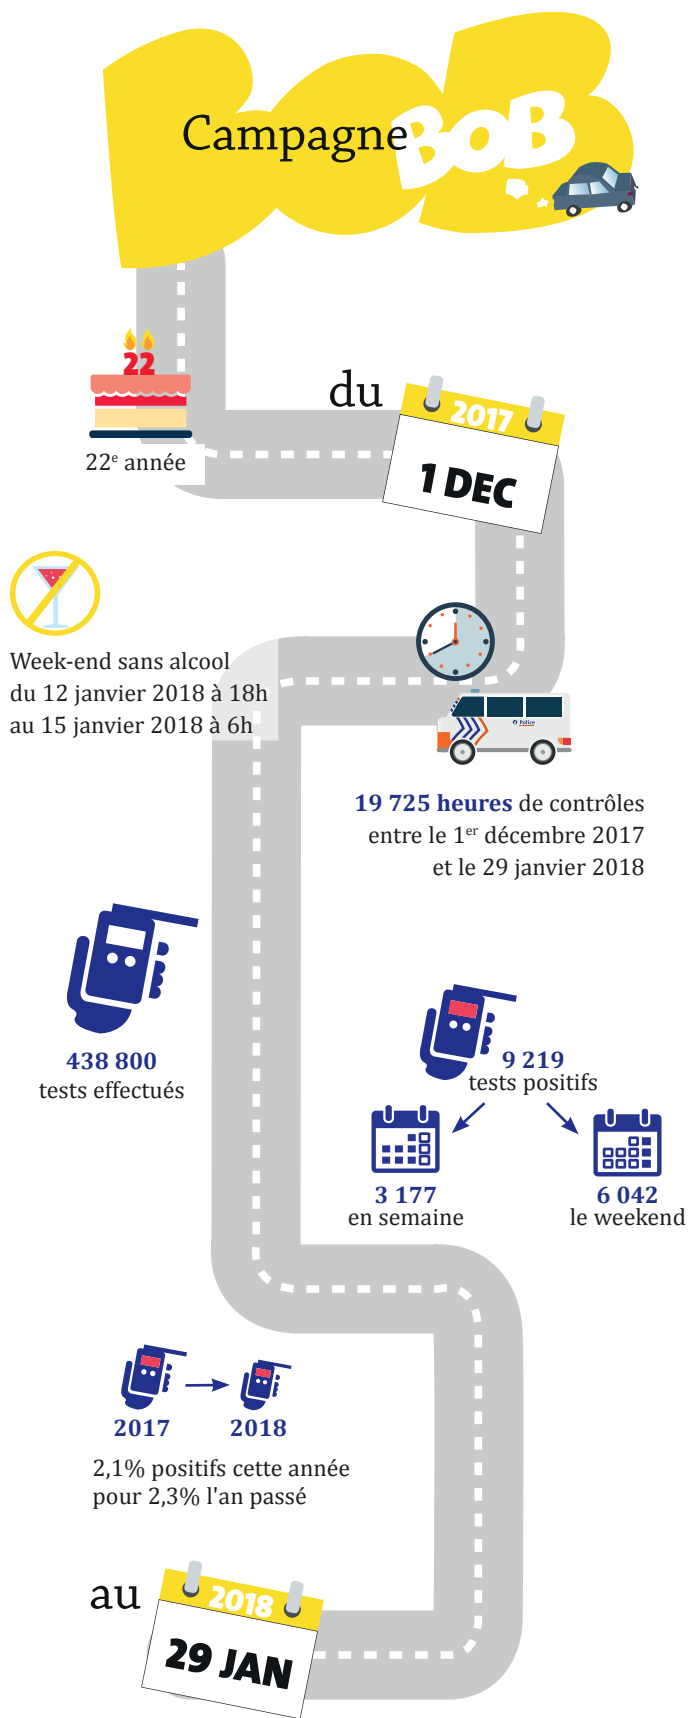 BOB
Campagne BOB
22
22e année
du
2017
1 DEC
Week-end sans alcool
du 12 janvier 2018 à 18h
au 15 janvier 2018 à 6h
Police
19 725 heures de contrôles
entre le 1er décembre 2017
et le 29 janvier 2018
438 800
tests effectués
9 219
tests positifs
3 177
en semaine
6 042
le weekend
2017
2018
2,1% positifs cette année
pour 2,3% l'an passé
au
2018
29 JAN